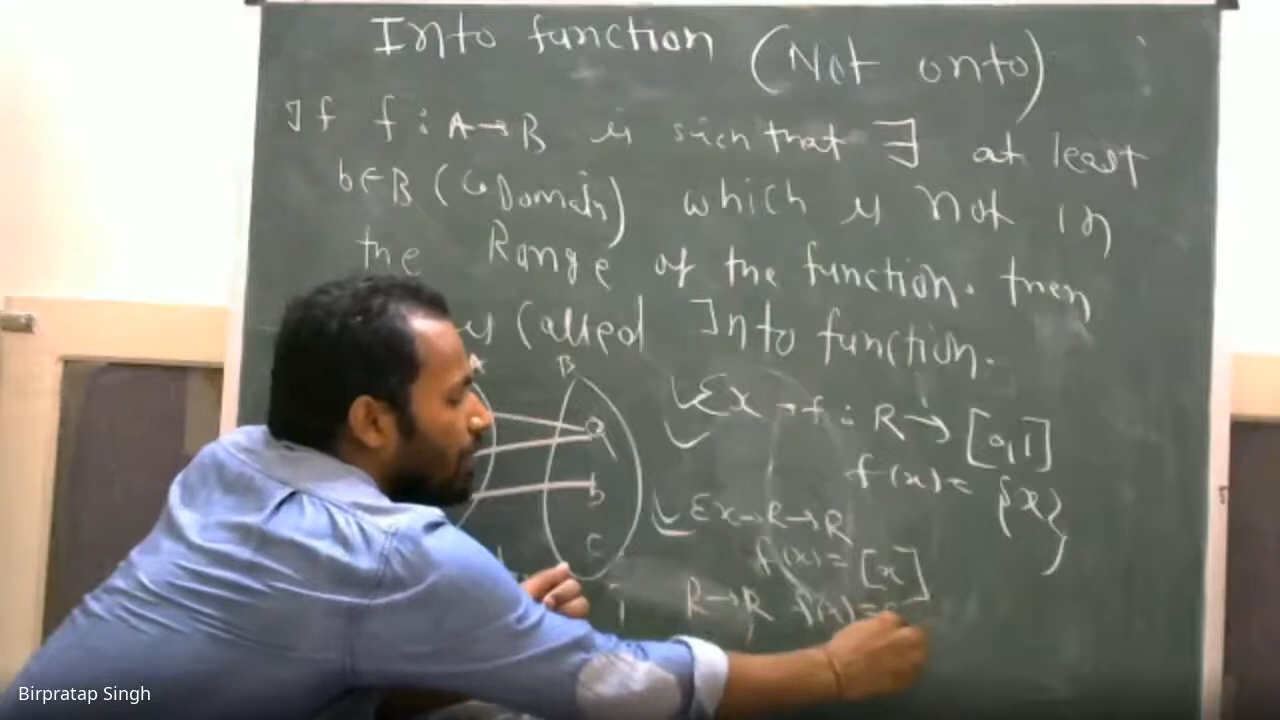 Into function (Not onto)
If f : A→B is such that ∃ at least
b∈B (Co Domain) which is not in
the Range of the function. then
is called Into function.
A B
a
b
c
Ex → f : R → [0,1]
f(x) = {x}
Ex → R→R
f(x) = [x]
R→R f(x) =
Birpratap Singh